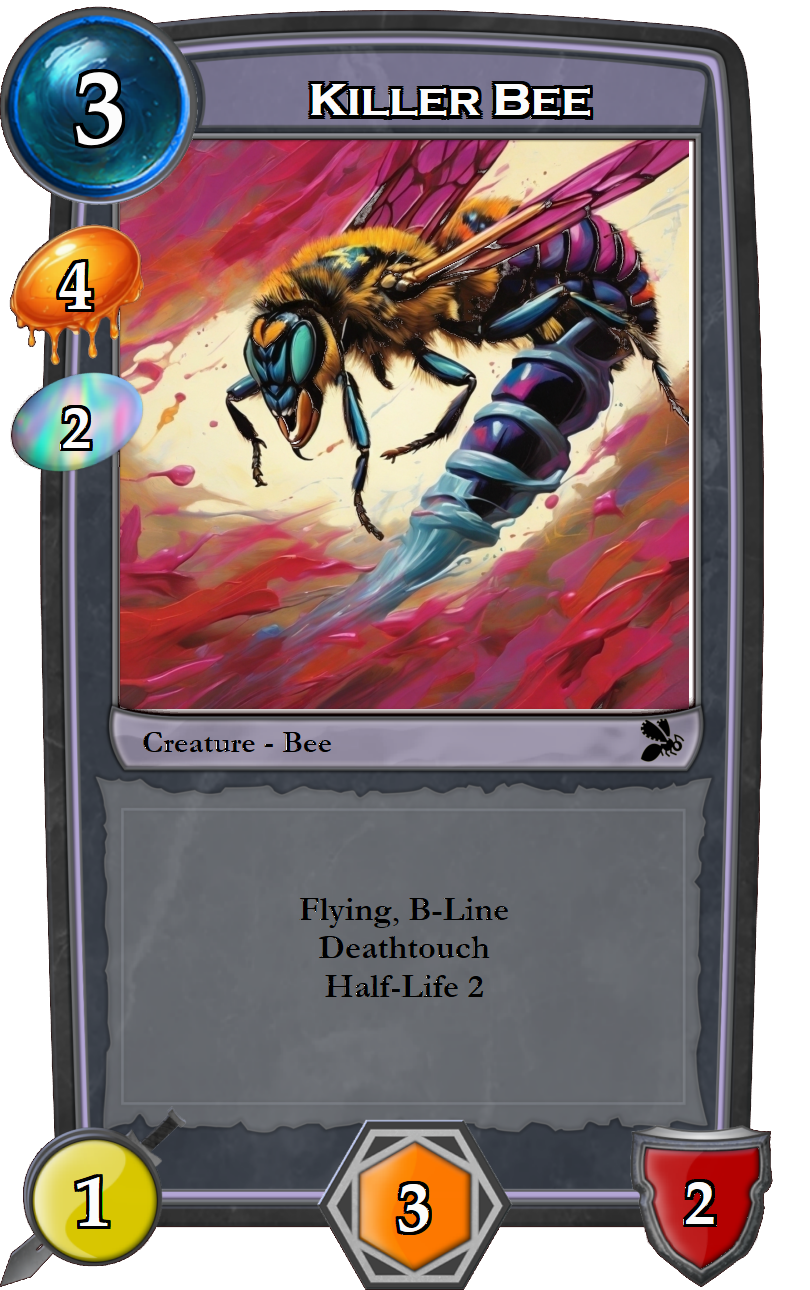 3
Killer Bee
4
2
Creature - Bee
Flying, B-Line
Deathtouch
Half-Life 2
1
3
2